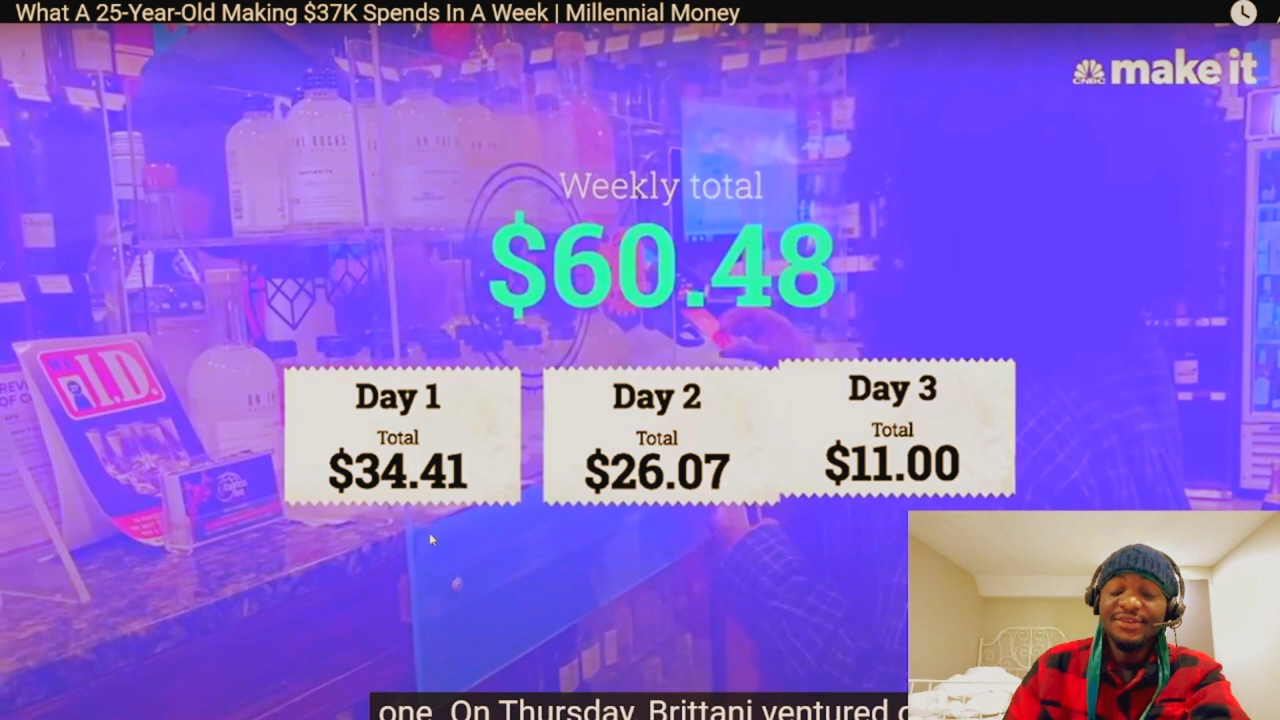 What A 25-Year-Old Making $37K Spends In A Week | Millennial Money
CNBC make it
Weekly total
$60.48
Day 1
Total
$34.41
Day 2
Total
$26.07
Day 3
Total
$11.00
I.D.
one. On Thursday, Brittani ventured